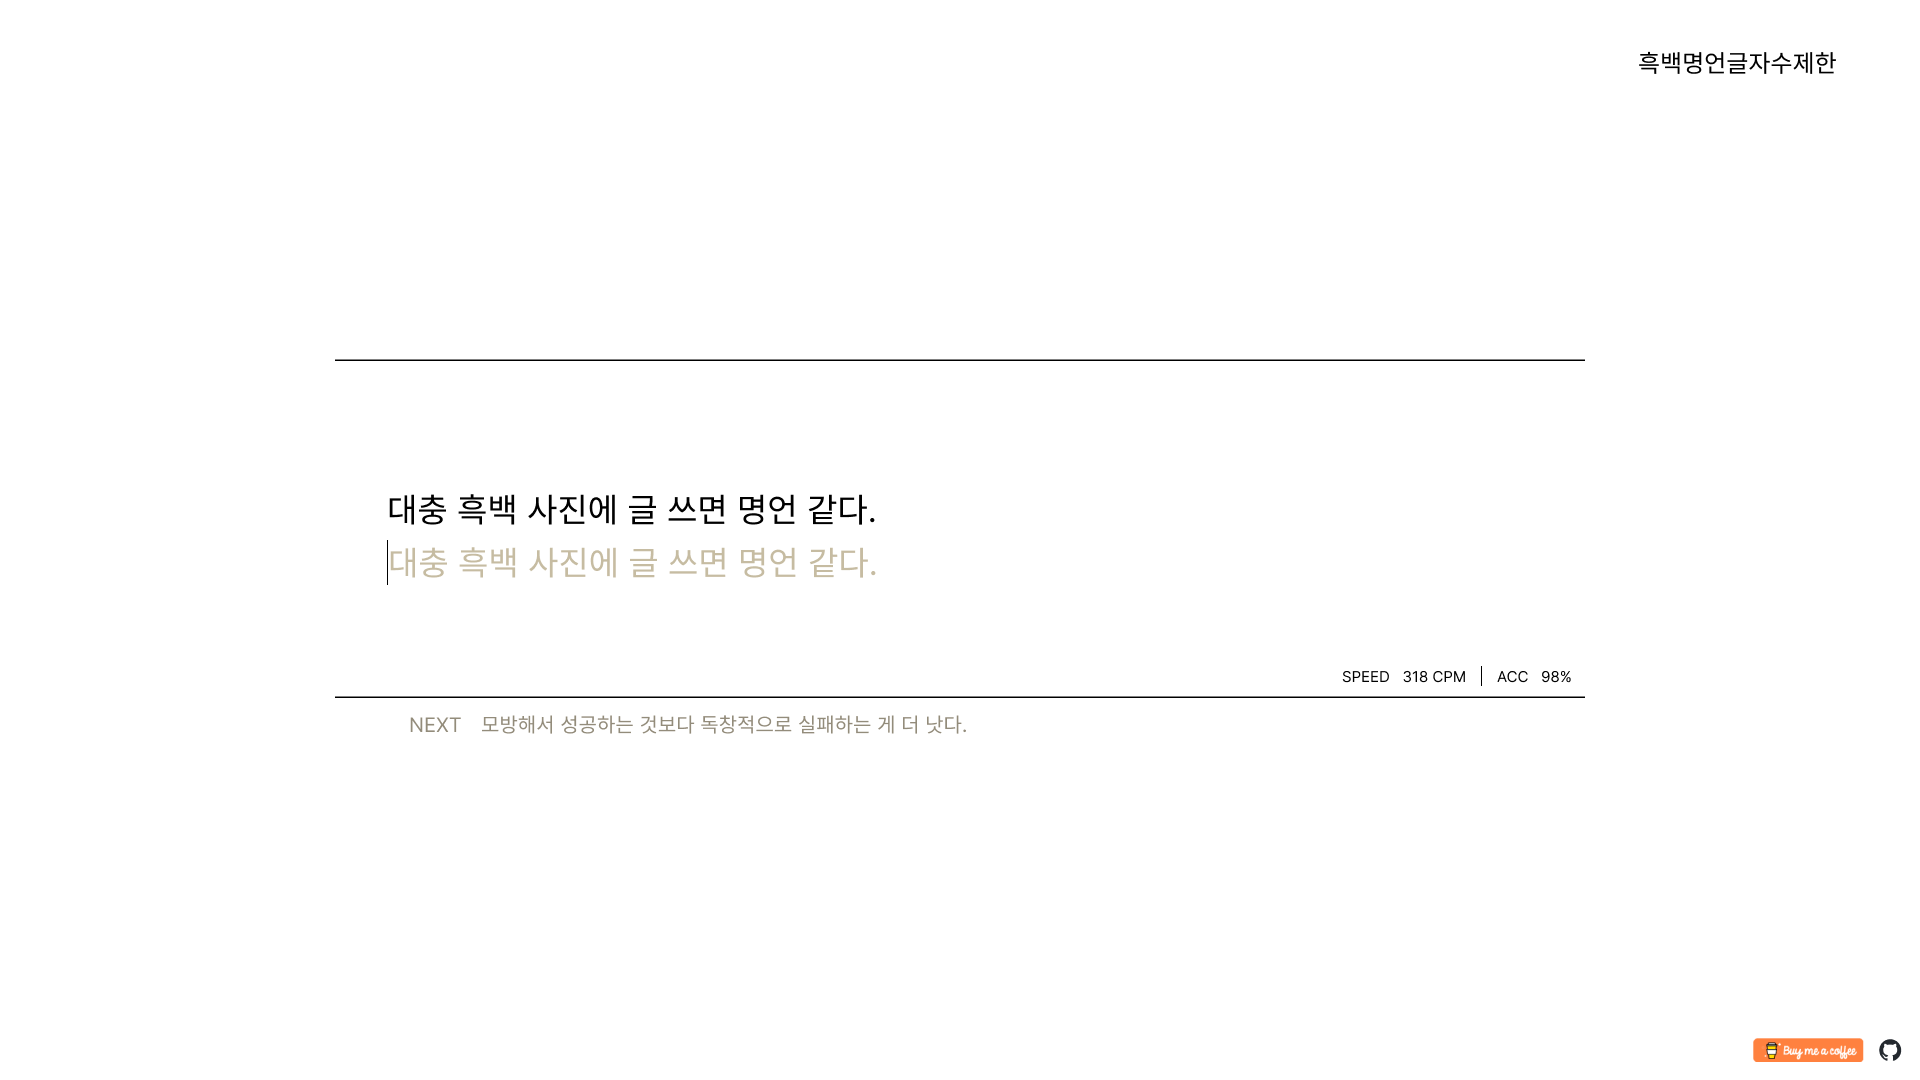 흑백명언글자수제한
대충 흑백 사진에 글 쓰면 명언 같다.
대충 흑백 사진에 글 쓰면 명언 같다.
SPEED 318 CPM | ACC 98%
NEXT 모방해서 성공하는 것보다 독창적으로 실패하는 게 더 낫다.
Buy me a coffee